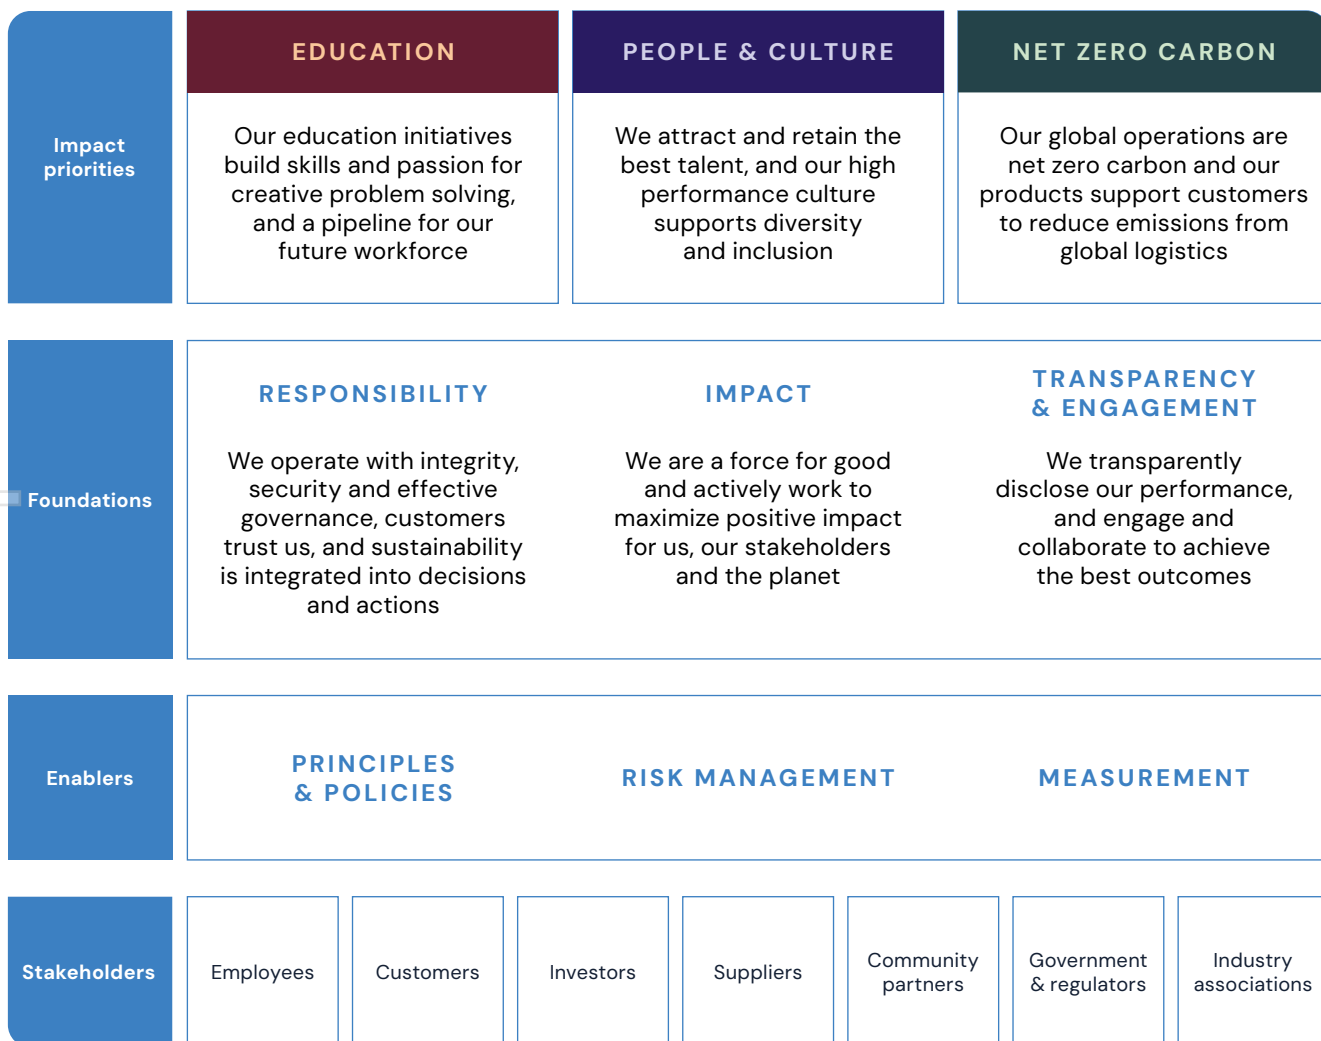 Impact
priorities
EDUCATION
Our education initiatives
build skills and passion for
creative problem solving,
and a pipeline for our
future workforce
PEOPLE & CULTURE
We attract and retain the
best talent, and our high
performance culture
supports diversity
and inclusion
NET ZERO CARBON
Our global operations are
net zero carbon and our
products support customers
to reduce emissions from
global logistics
Foundations
RESPONSIBILITY
We operate with integrity,
security and effective
governance, customers
trust us, and sustainability
is integrated into decisions
and actions
IMPACT
We are a force for good
and actively work to
maximize positive impact
for us, our stakeholders
and the planet
TRANSPARENCY
& ENGAGEMENT
We transparently
disclose our performance,
and engage and
collaborate to achieve
the best outcomes
Enablers
PRINCIPLES
& POLICIES
RISK MANAGEMENT
MEASUREMENT
Stakeholders
Employees
Customers
Investors
Suppliers
Community
partners
Government
& regulators
Industry
associations